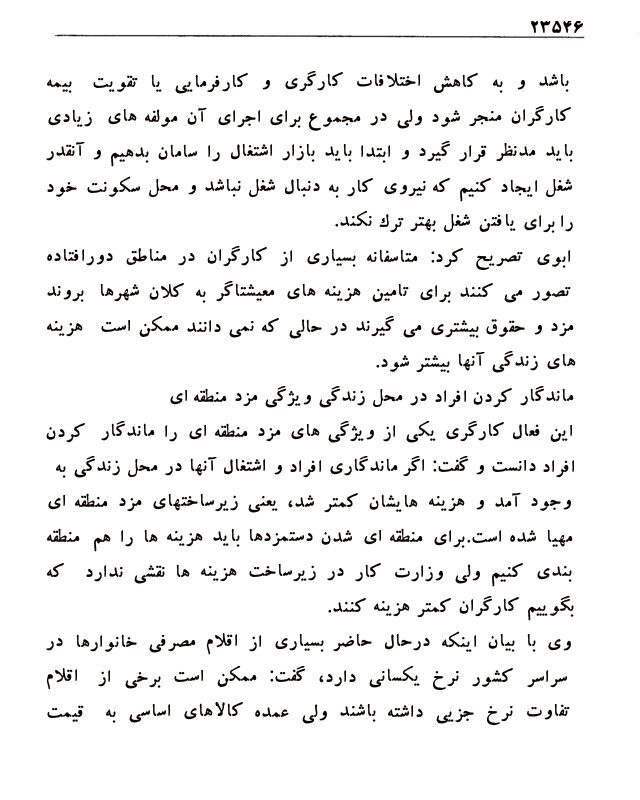 ۲۳۵۴۶
باشد و به کاهش اختلافات کارگری و کارفرمایی یا تقویت بیمه
کارگران منجر شود ولی در مجموع برای اجرای آن مولفه های زیادی
باید مدنظر قرار گیرد و ابتدا باید بازار اشتغال را سامان بدهیم و آنقدر
شغل ایجاد کنیم که نیروی کار به دنبال شغل نباشد و محل سکونت خود
را برای یافتن شغل بهتر ترك نکند.
ابوی تصریح کرد: متاسفانه بسیاری از کارگران در مناطق دورافتاده
تصور می کنند برای تامین هزینه های معیشتاگر به کلان شهرها بروند
مزد و حقوق بیشتری می گیرند در حالی که نمی دانند ممکن است هزینه
های زندگی آنها بیشتر شود.
ماندگار کردن افراد در محل زندگی ویژگی مزد منطقه ای
این فعال کارگری یکی از ویژگی های مزد منطقه ای را ماندگار کردن
افراد دانست و گفت: اگر ماندگاری افراد و اشتغال آنها در محل زندگی به
وجود آمد و هزینه هایشان کمتر شد، یعنی زیرساختهای مزد منطقه ای
مهیا شده است.برای منطقه ای شدن دستمزدها باید هزینه ها را هم منطقه
بندی کنیم ولی وزارت کار در زیرساخت هزینه ها نقشی ندارد که
بگوییم کارگران کمتر هزینه کنند.
وی با بیان اینکه درحال حاضر بسیاری از اقلام مصرفی خانوارها در
سراسر کشور نرخ یکسانی دارد، گفت: ممکن است برخی از اقلام
تفاوت نرخ جزیی داشته باشند ولی عمده کالاهای اساسی به قیمت